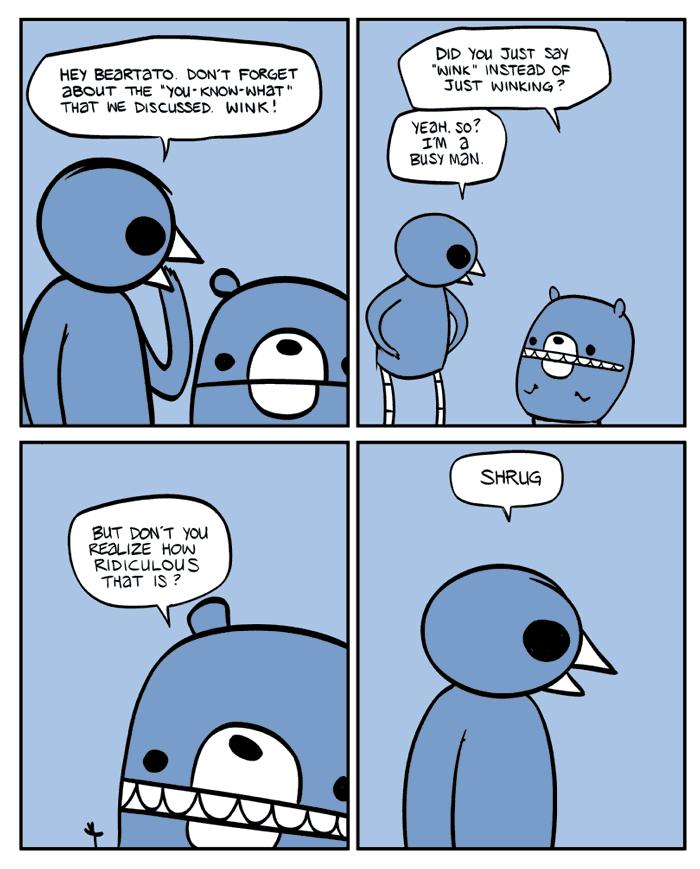 HEY BEARTATO. DON'T FORGET
ABOUT THE "YOU-KNOW-WHAT"
THAT WE DISCUSSED. WINK!
DID YOU JUST SAY
"WINK" INSTEAD OF
JUST WINKING?
YEAH, SO?
I'M A
BUSY MAN.
BUT DON'T YOU
REALIZE HOW
RIDICULOUS
THAT IS?
SHRUG